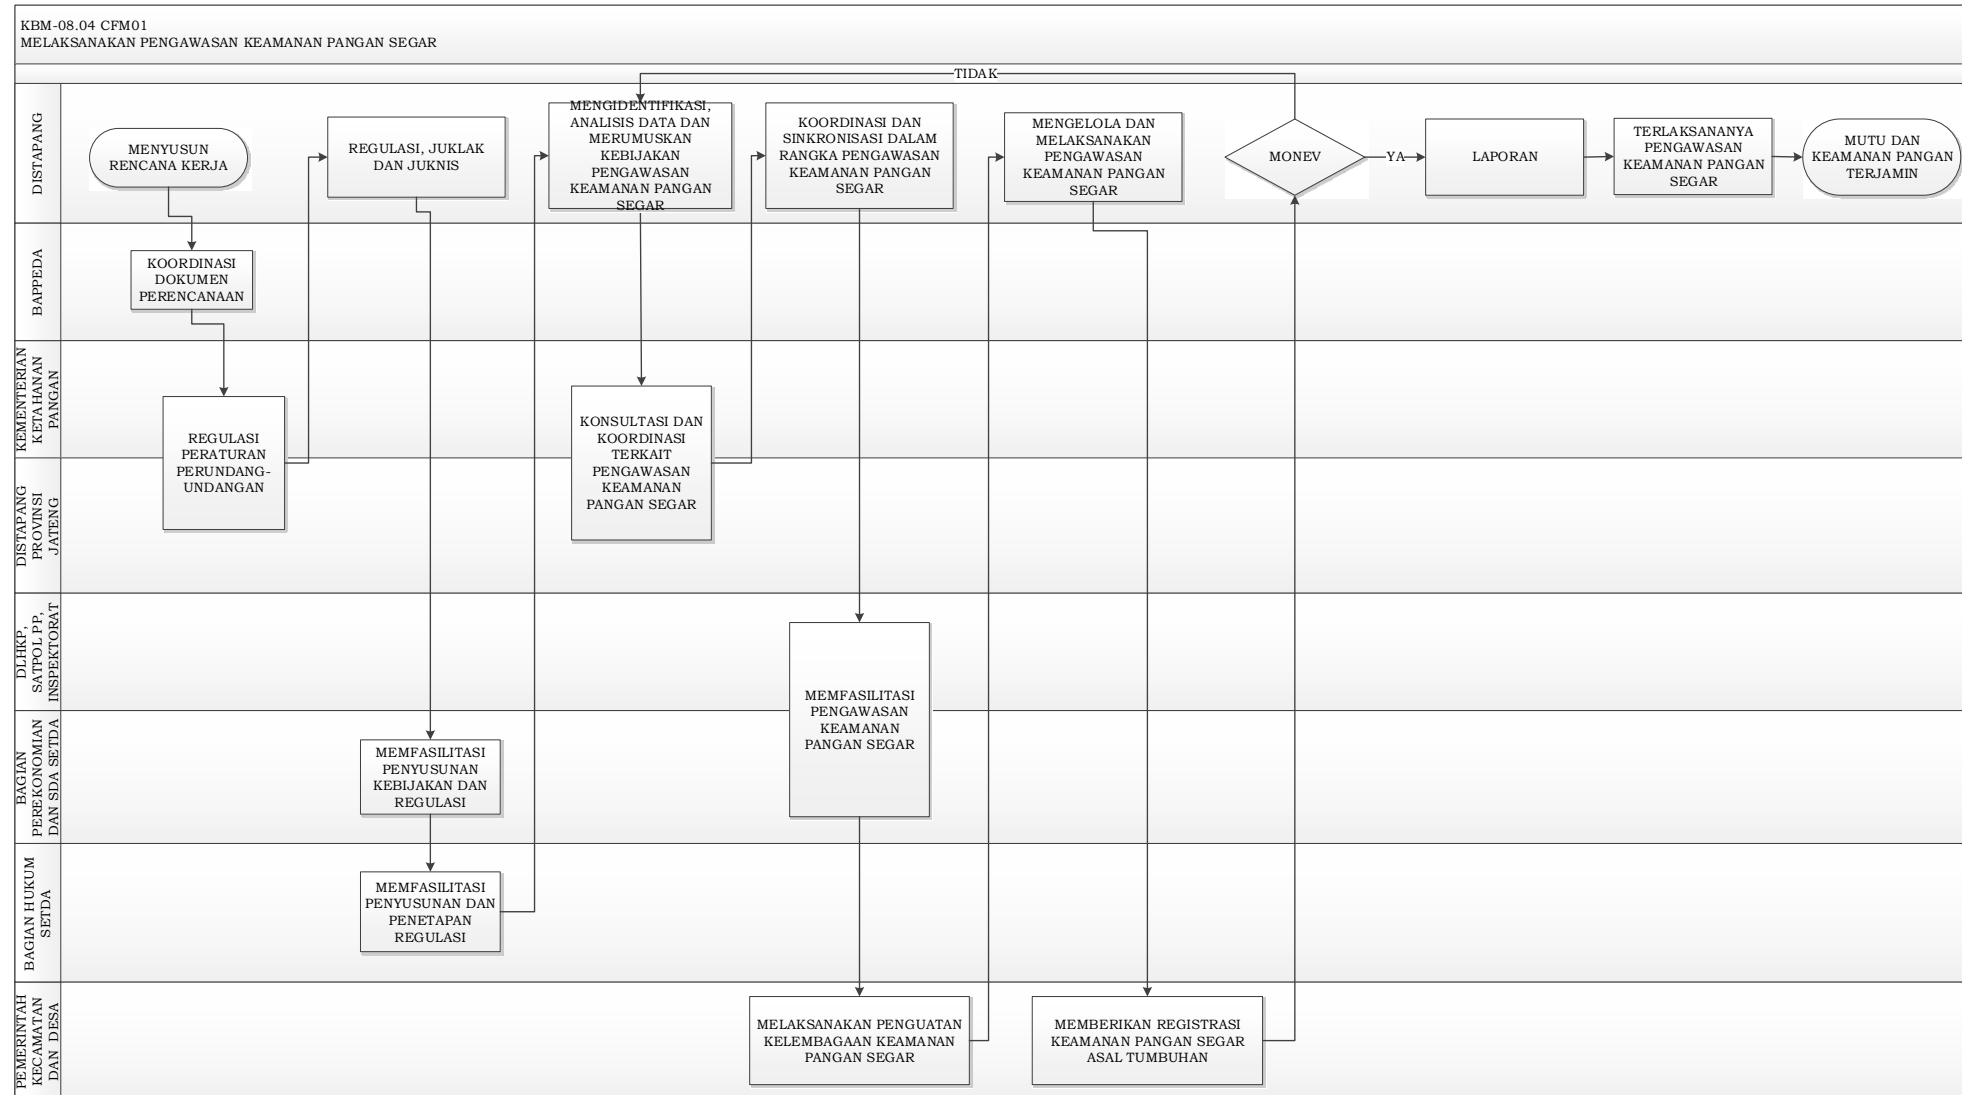 KBM-08.04 CFM01
MELAKSANAKAN PENGAWASAN KEAMANAN PANGAN SEGAR
TIDAK
DISTAPANG
MENYUSUN
RENCANA KERJA
REGULASI, JUKLAK
DAN JUKNIS
MENGIDENTIFIKASI,
ANALISIS DATA DAN
MERUMUSKAN
KEBIJAKAN
PENGAWASAN
KEAMANAN PANGAN
SEGAR
KOORDINASI DAN
SINKRONISASI DALAM
RANGKA PENGAWASAN
KEAMANAN PANGAN
SEGAR
MENGELOLA DAN
MELAKSANAKAN
PENGAWASAN
KEAMANAN PANGAN
SEGAR
MONEV
YA
LAPORAN
TERLAKSANANYA
PENGAWASAN
KEAMANAN PANGAN
SEGAR
MUTU DAN
KEAMANAN PANGAN
TERJAMIN
BAPPEDA
KOORDINASI
DOKUMEN
PERENCANAAN
KEMENTERIAN
KETAHANAN
PANGAN
REGULASI
PERATURAN
PERUNDANG-
UNDANGAN
KONSULTASI DAN
KOORDINASI
TERKAIT
PENGAWASAN
KEAMANAN
PANGAN SEGAR
DISTAPANG
PROVINSI
JATENG
DLHKP,
SATPOL PP,
INSPEKTORAT
MEMFASILITASI
PENGAWASAN
KEAMANAN
PANGAN SEGAR
BAGIAN
PEREKONOMIAN
DAN SDA SETDA
MEMFASILITASI
PENYUSUNAN
KEBIJAKAN DAN
REGULASI
BAGIAN HUKUM
SETDA
MEMFASILITASI
PENYUSUNAN DAN
PENETAPAN
REGULASI
PEMERINTAH
KECAMATAN
DAN DESA
MELAKSANAKAN PENGUATAN
KELEMBAGAAN KEAMANAN
PANGAN SEGAR
MEMBERIKAN REGISTRASI
KEAMANAN PANGAN SEGAR
ASAL TUMBUHAN